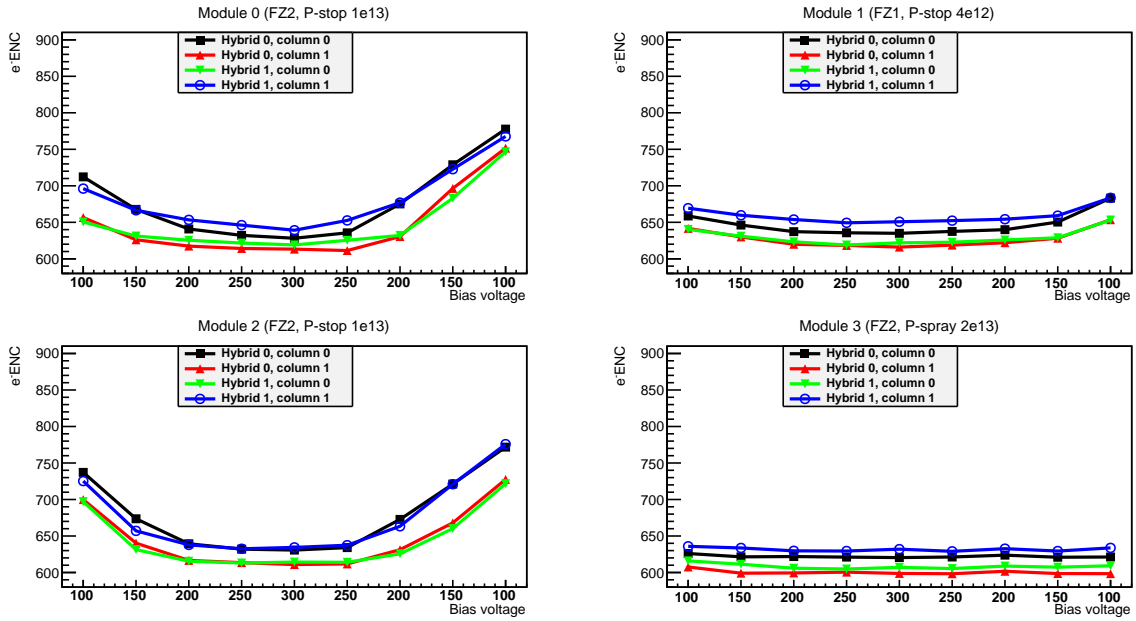 Module 0 (FZ2, P-stop 1e13)
e⁻ENC
900
850
800
750
700
650
600
Hybrid 0, column 0
Hybrid 0, column 1
Hybrid 1, column 0
Hybrid 1, column 1
100 150 200 250 300 250 200 150 100
Bias voltage
Module 1 (FZ1, P-stop 4e12)
e⁻ENC
900
850
800
750
700
650
600
Hybrid 0, column 0
Hybrid 0, column 1
Hybrid 1, column 0
Hybrid 1, column 1
100 150 200 250 300 250 200 150 100
Bias voltage
Module 2 (FZ2, P-stop 1e13)
e⁻ENC
900
850
800
750
700
650
600
Hybrid 0, column 0
Hybrid 0, column 1
Hybrid 1, column 0
Hybrid 1, column 1
100 150 200 250 300 250 200 150 100
Bias voltage
Module 3 (FZ2, P-spray 2e13)
e⁻ENC
900
850
800
750
700
650
600
Hybrid 0, column 0
Hybrid 0, column 1
Hybrid 1, column 0
Hybrid 1, column 1
100 150 200 250 300 250 200 150 100
Bias voltage